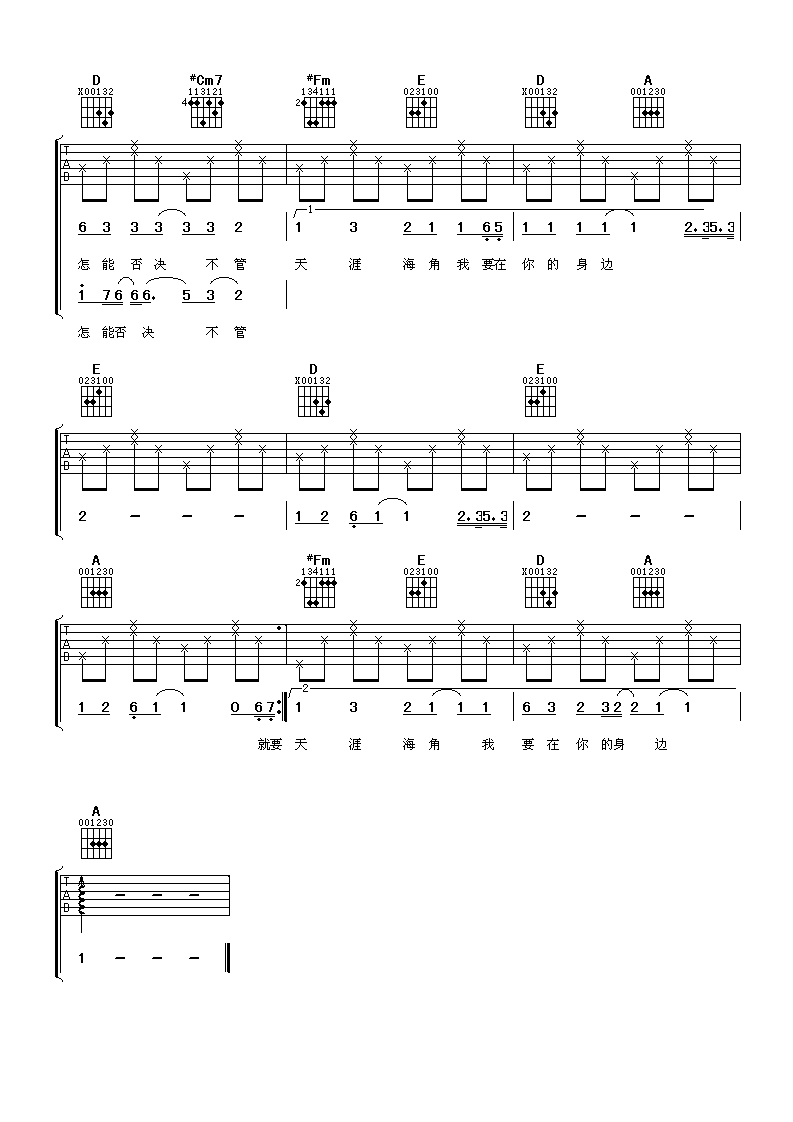 D #Cm7 #Fm E D A
X00132 4 113121 2 134111 023100 X00132 001230
T
A
B
1
6 3 3 3 3 3 2 1 3 2 1 1 6 5 1 1 1 1 1 2.35.3
怎能否决 不管 天 涯 海角我要在你的身边
1 7 6 6 6. 5 3 2
怎能否决 不管
E D E
023100 X00132 023100
T
A
B
2 - - - 1 2 6 1 1 2.35.3 2 - - -
A #Fm E D A
001230 2 134111 023100 X00132 001230
T
A
B
2
1 2 6 1 1 0 6 7 1 3 2 1 1 1 6 3 2 3 2 2 1 1
就要 天 涯 海角 我 要在你的身 边
A
001230
T
A
B
- - -
1 - - -